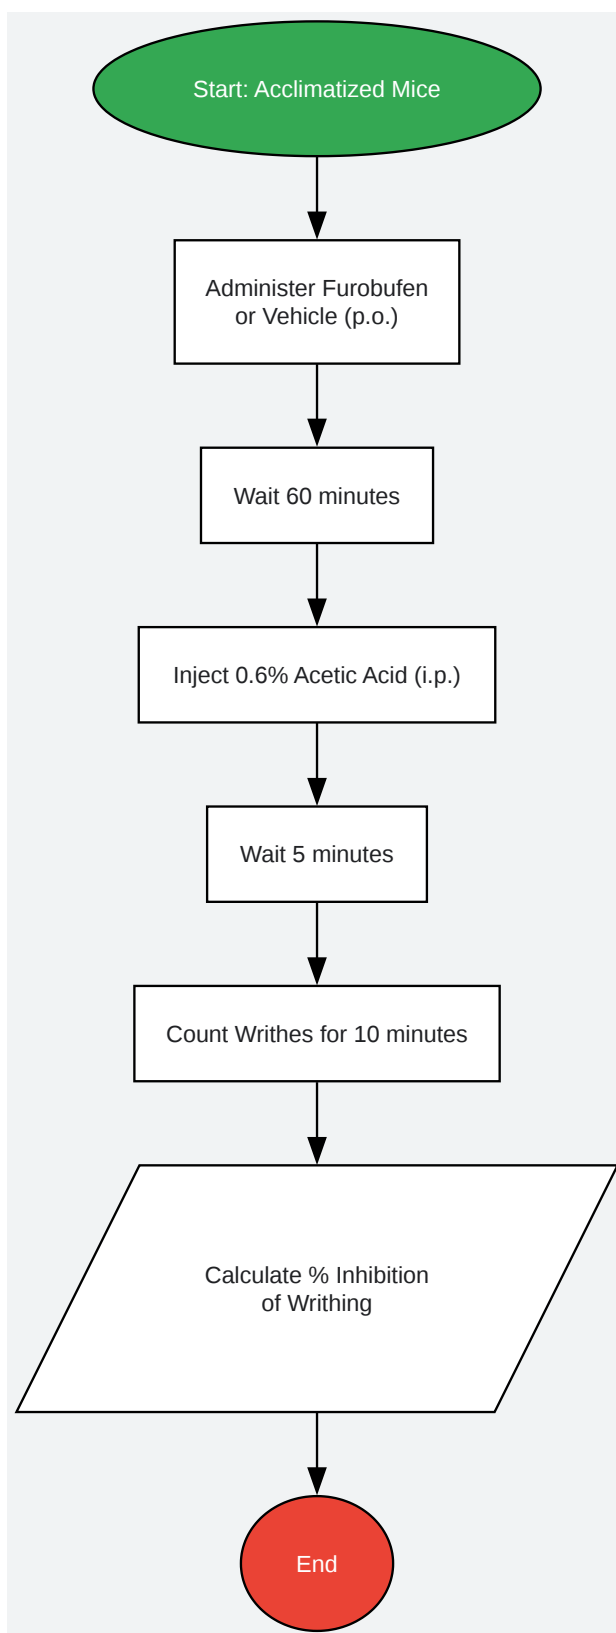 Start: Acclimatized Mice
Administer Furobufen
or Vehicle (p.o.)
Wait 60 minutes
Inject 0.6% Acetic Acid (i.p.)
Wait 5 minutes
Count Writhes for 10 minutes
Calculate % Inhibition
of Writhing
End